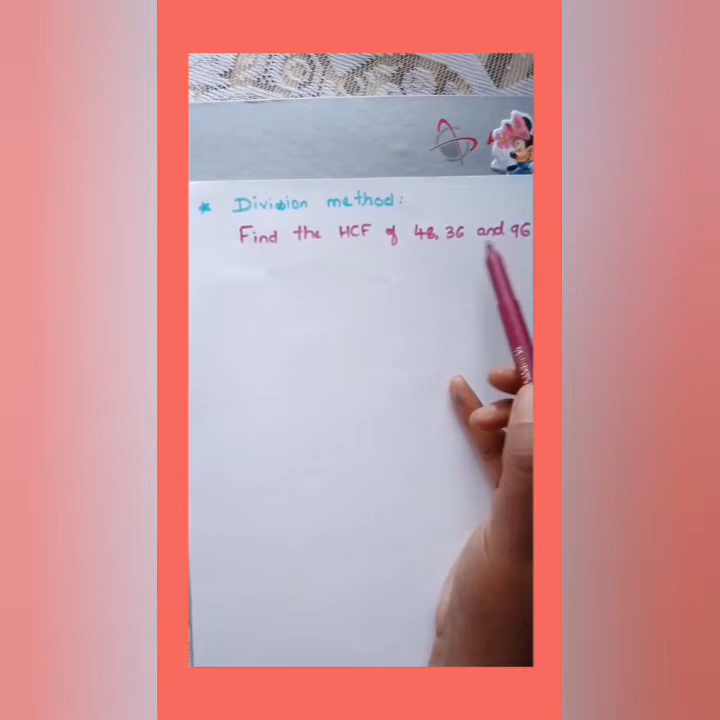 * Division method:
Find the HCF of 48, 36 and 96